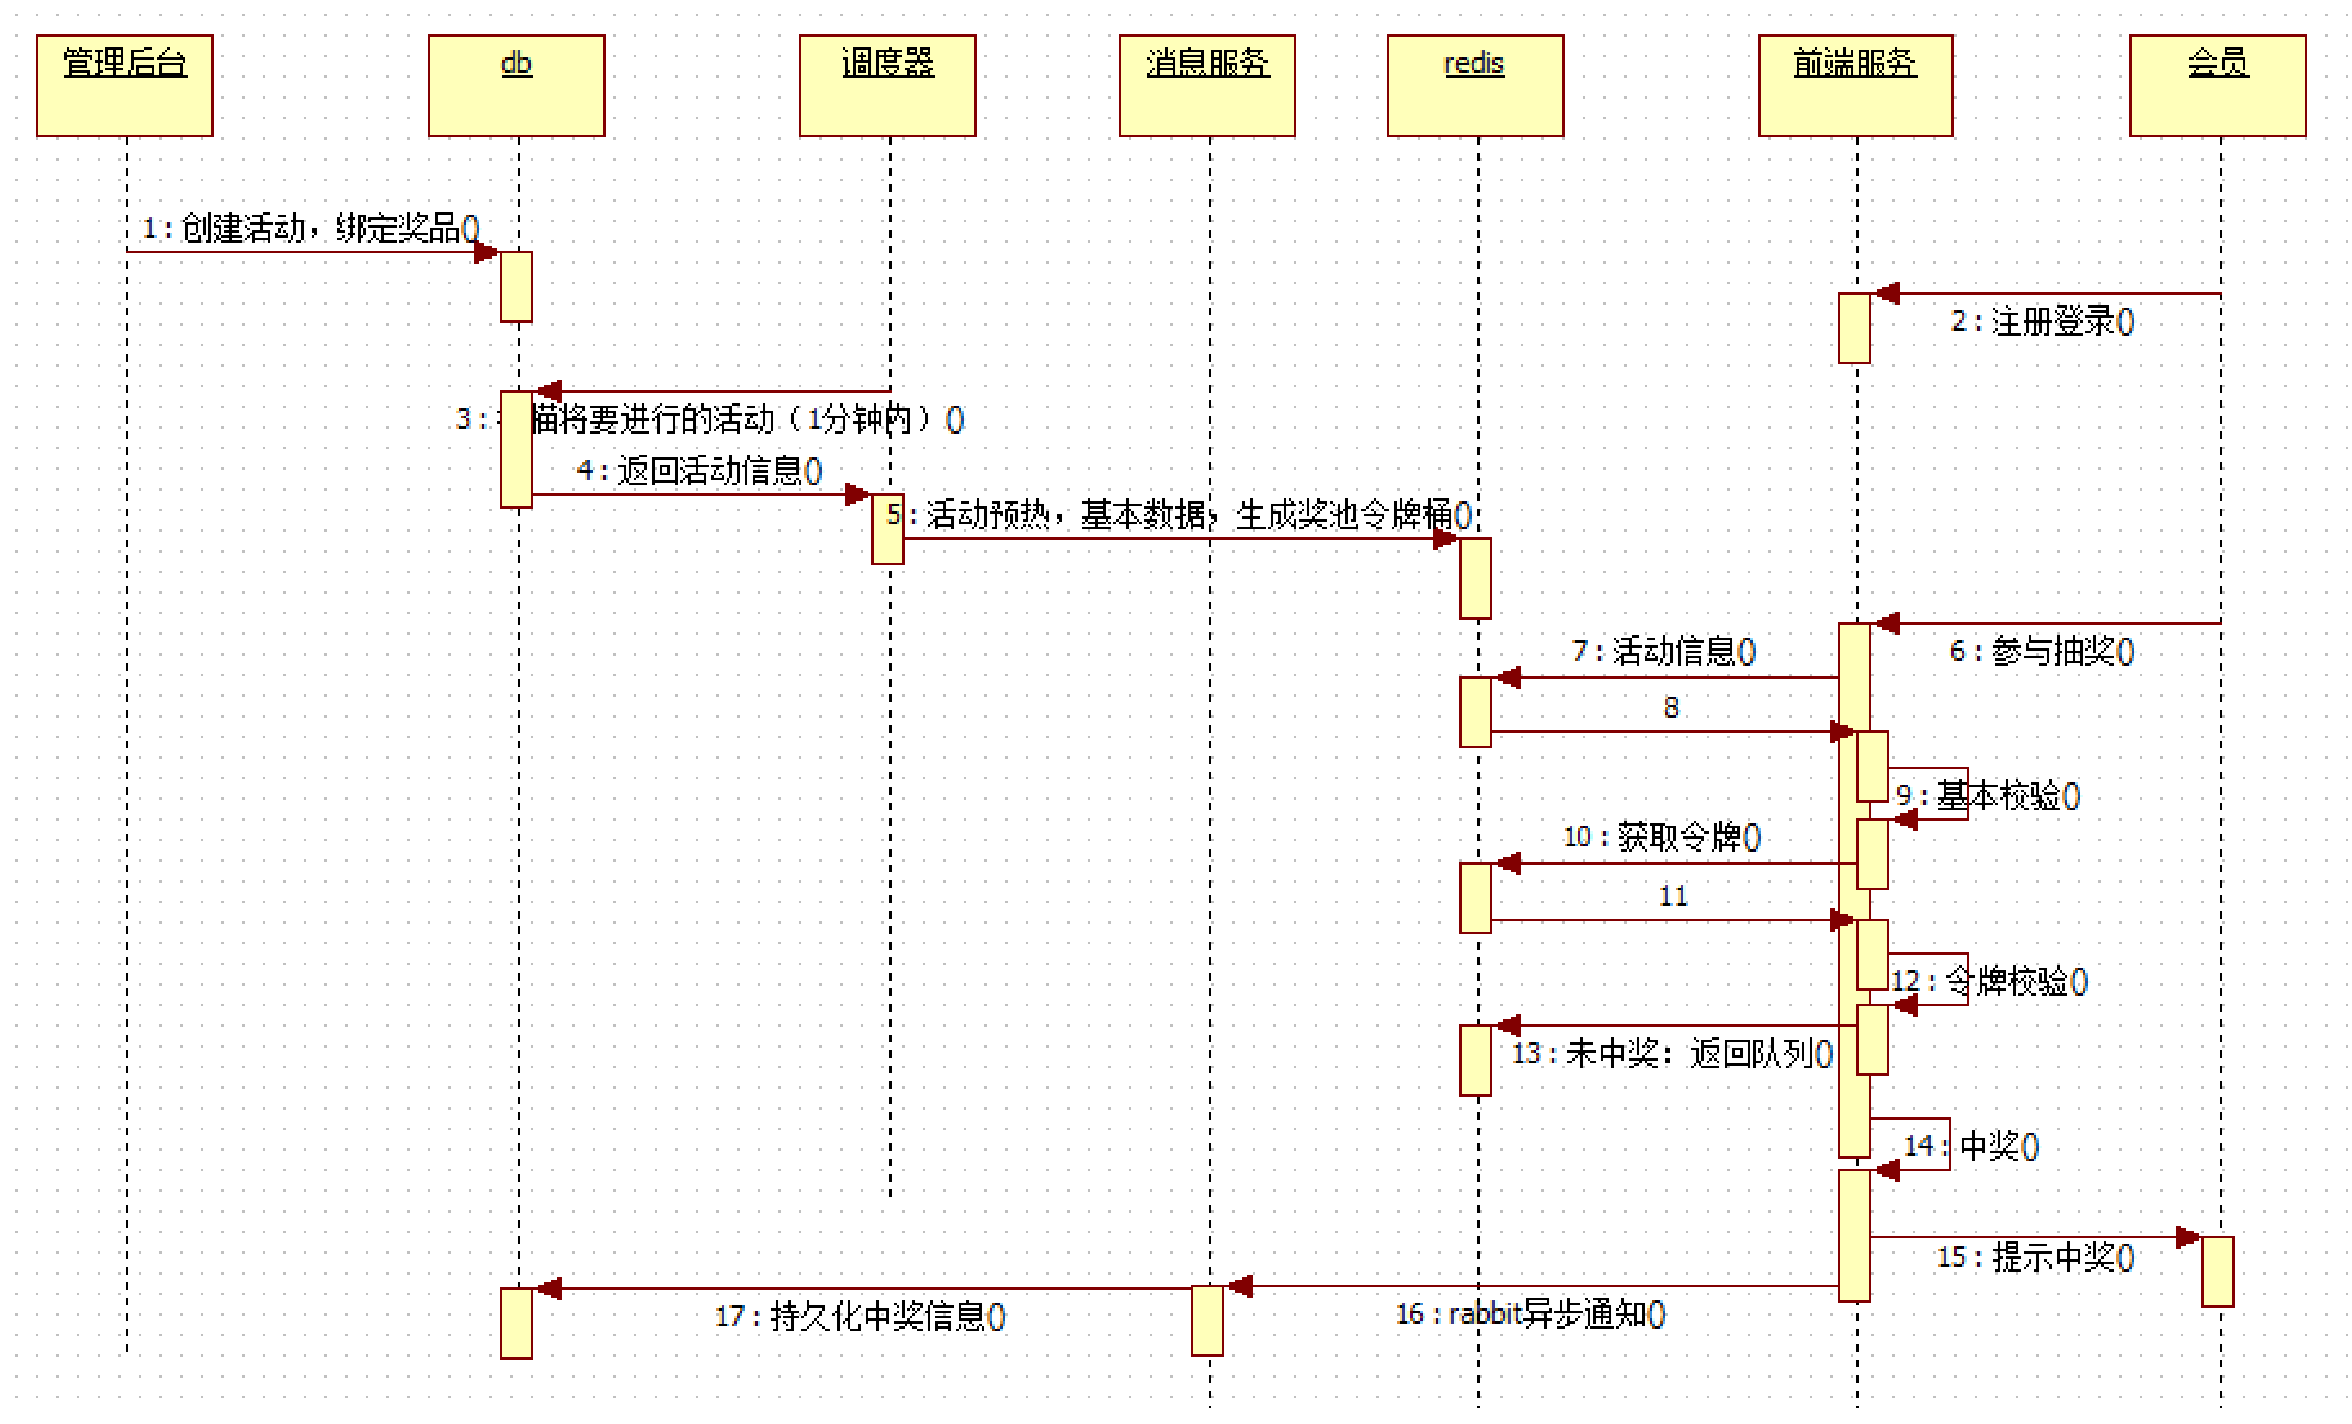 管理后台
db
调度器
消息服务
redis
前端服务
会员
1：创建活动，绑定奖品()
2：注册登录()
3：描将要进行的活动（1分钟内）()
4：返回活动信息()
5：活动预热，基本数据，生成奖池令牌桶()
6：参与抽奖()
7：活动信息()
8
9：基本校验()
10：获取令牌()
11
12：令牌校验()
13：未中奖：返回队列()
14：中奖()
15：提示中奖()
16：rabbit异步通知()
17：持久化中奖信息()